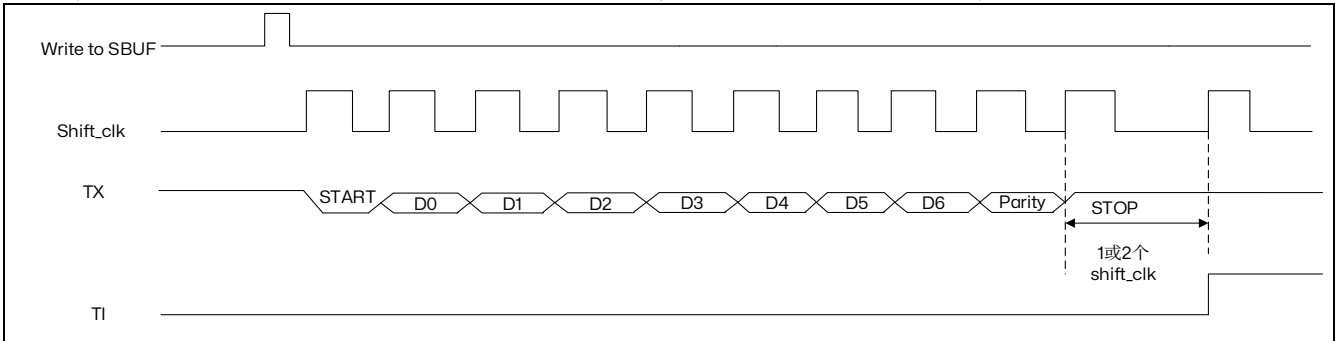 Write to SBUF
Shift_clk
TX
START D0 D1 D2 D3 D4 D5 D6 Parity STOP
1或2个
shift_clk
TI